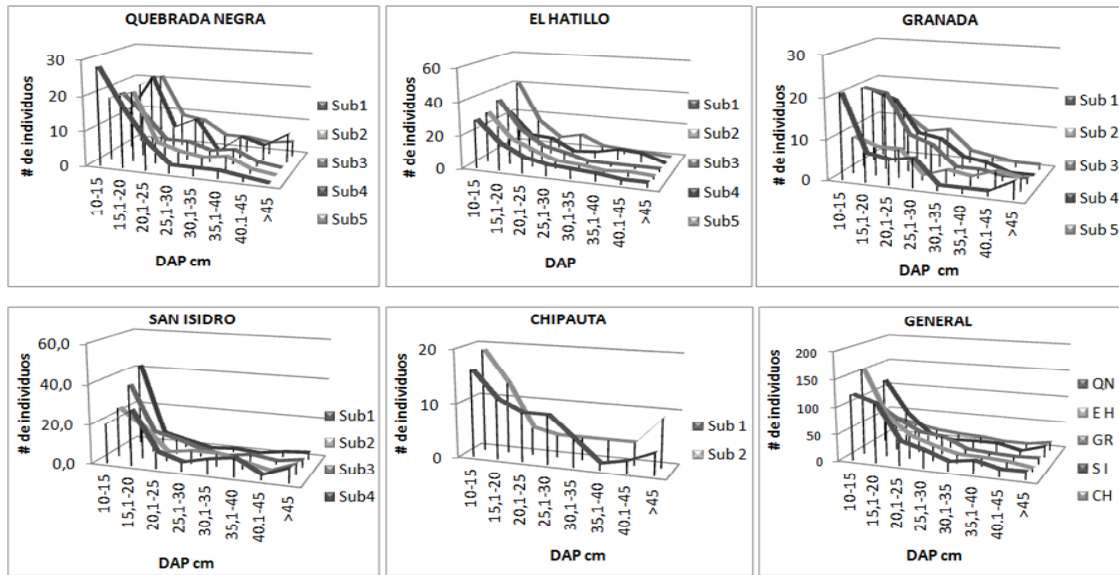 QUEBRADA NEGRA
# de individuos
30
20
10
0
10-15
15,1-20
20,1-25
25,1-30
30,1-35
35,1-40
40.1-45
>45
DAP cm
Sub1
Sub2
Sub3
Sub4
Sub5
EL HATILLO
# de individuos
60
40
20
0
10-15
15,1-20
20,1-25
25,1-30
30,1-35
35,1-40
40.1-45
>45
DAP
Sub1
Sub2
Sub3
Sub4
Sub5
GRANADA
# de individuos
30
20
10
0
10-15
15,1-20
20,1-25
25,1-30
30,1-35
35,1-40
40.1-45
>45
DAP cm
Sub 1
Sub 2
Sub 3
Sub 4
Sub 5
SAN ISIDRO
# de individuos
60,0
40,0
20,0
0,0
10-15
15,1-20
20,1-25
25,1-30
30,1-35
35,1-40
40.1-45
>45
DAP cm
Sub1
Sub2
Sub3
Sub4
CHIPAUTA
# de individuos
20
10
0
10-15
15,1-20
20,1-25
25,1-30
30,1-35
35,1-40
40.1-45
>45
DAP cm
Sub 1
Sub 2
GENERAL
# de individuos
200
150
100
50
0
10-15
15,1-20
20,1-25
25,1-30
30,1-35
35,1-40
40.1-45
>45
DAP cm
QN
E H
GR
S I
CH